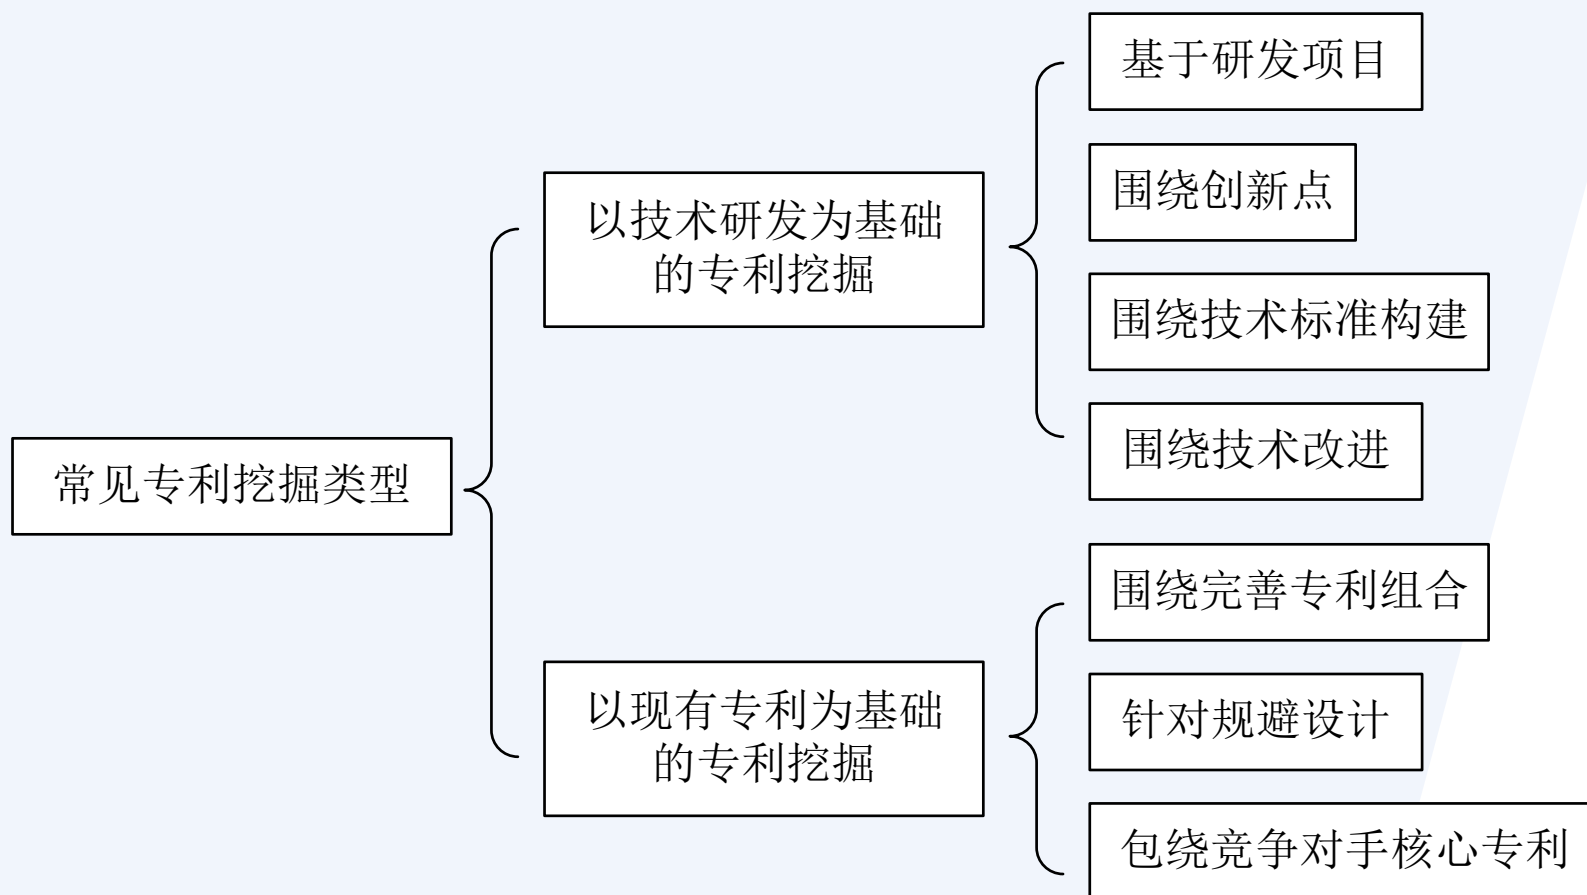 常见专利挖掘类型
以技术研发为基础
的专利挖掘
基于研发项目
围绕创新点
围绕技术标准构建
围绕技术改进
以现有专利为基础
的专利挖掘
围绕完善专利组合
针对规避设计
包绕竞争对手核心专利